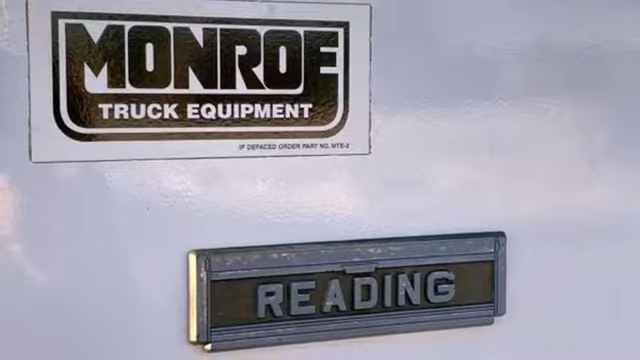 MONROE
TRUCK EQUIPMENT
IF DEFACED ORDER PART NO. MTE-3
READING